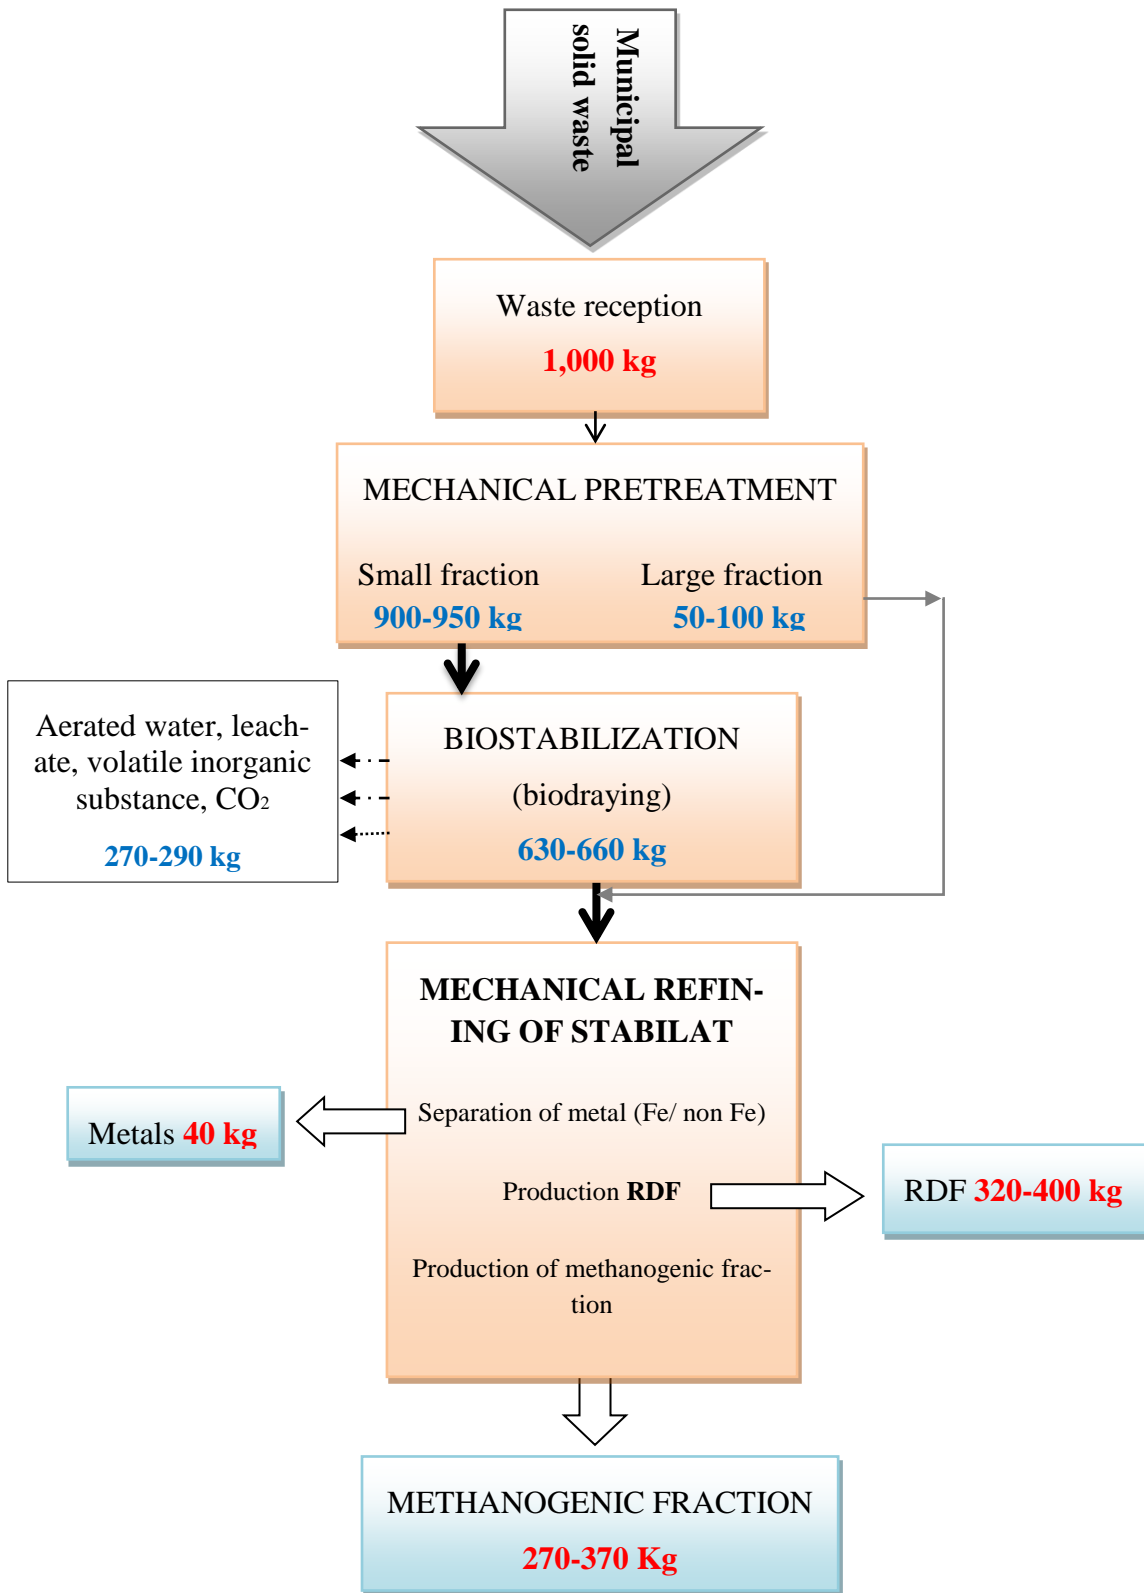 Municipal
solid waste
Waste reception
1,000 kg
MECHANICAL PRETREATMENT
Small fraction
900-950 kg
Large fraction
50-100 kg
Aerated water, leach-
ate, volatile inorganic
substance, CO2
270-290 kg
BIOSTABILIZATION
(biodraying)
630-660 kg
MECHANICAL REFIN-
ING OF STABILAT
Separation of metal (Fe/ non Fe)
Metals 40 kg
Production RDF
RDF 320-400 kg
Production of methanogenic frac-
tion
METHANOGENIC FRACTION
270-370 Kg